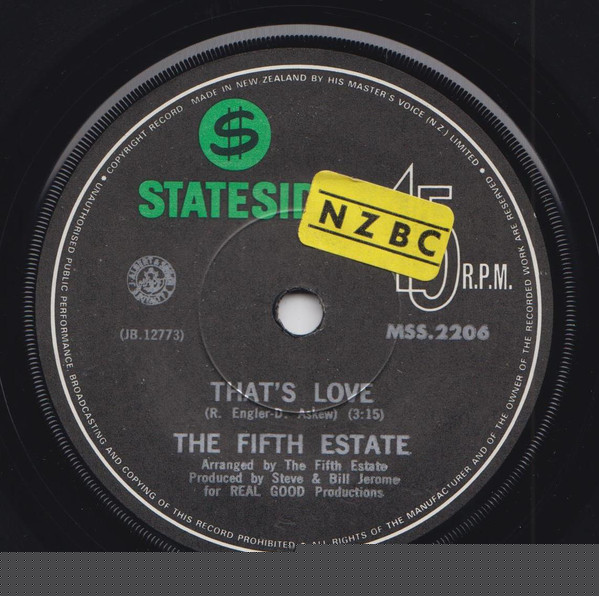 UNAUTHORISED PUBLIC PERFORMANCE, BROADCASTING AND COPYING OF THIS RECORD PROHIBITED • ALL RIGHTS OF THE MANUFACTURER AND OF THE OWNER OF THE RECORDED WORK ARE RESERVED
• COPYRIGHT RECORD MADE IN NEW ZEALAND BY HIS MASTER'S VOICE (N.Z.) LIMITED •
$
STATESID
NZBC
45
R.P.M.
(JB.12773)
MSS.2206
THAT'S LOVE
(R. Engler-D. Askew) (3:15)
THE FIFTH ESTATE
Arranged by The Fifth Estate
Produced by Steve & Bill Jerome
for REAL GOOD Productions